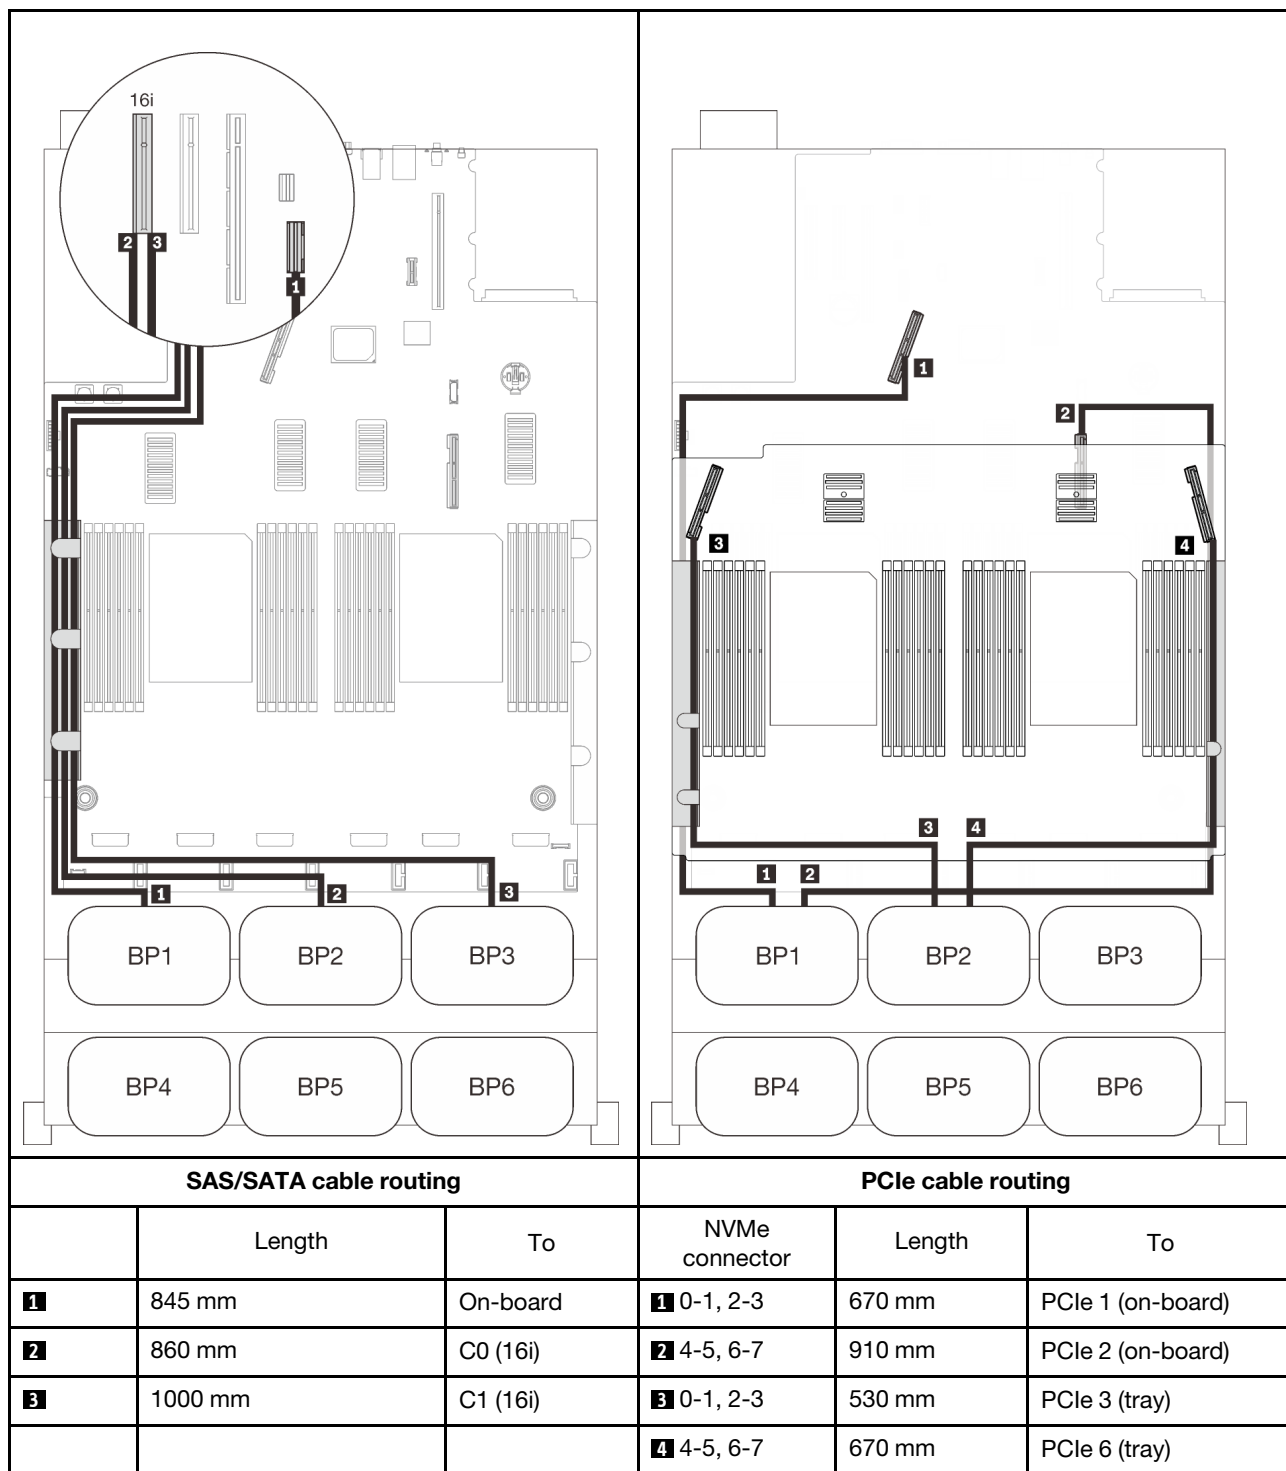 16i
2 3
1
1 2 3
BP1 BP2 BP3
BP4 BP5 BP6
1
2
3 4
3 4
1 2
BP1 BP2 BP3
BP4 BP5 BP6
SAS/SATA cable routing PCIe cable routing
Length To NVMe connector Length To
1 845 mm On-board 1 0-1, 2-3 670 mm PCIe 1 (on-board)
2 860 mm C0 (16i) 2 4-5, 6-7 910 mm PCIe 2 (on-board)
3 1000 mm C1 (16i) 3 0-1, 2-3 530 mm PCIe 3 (tray)
4 4-5, 6-7 670 mm PCIe 6 (tray)